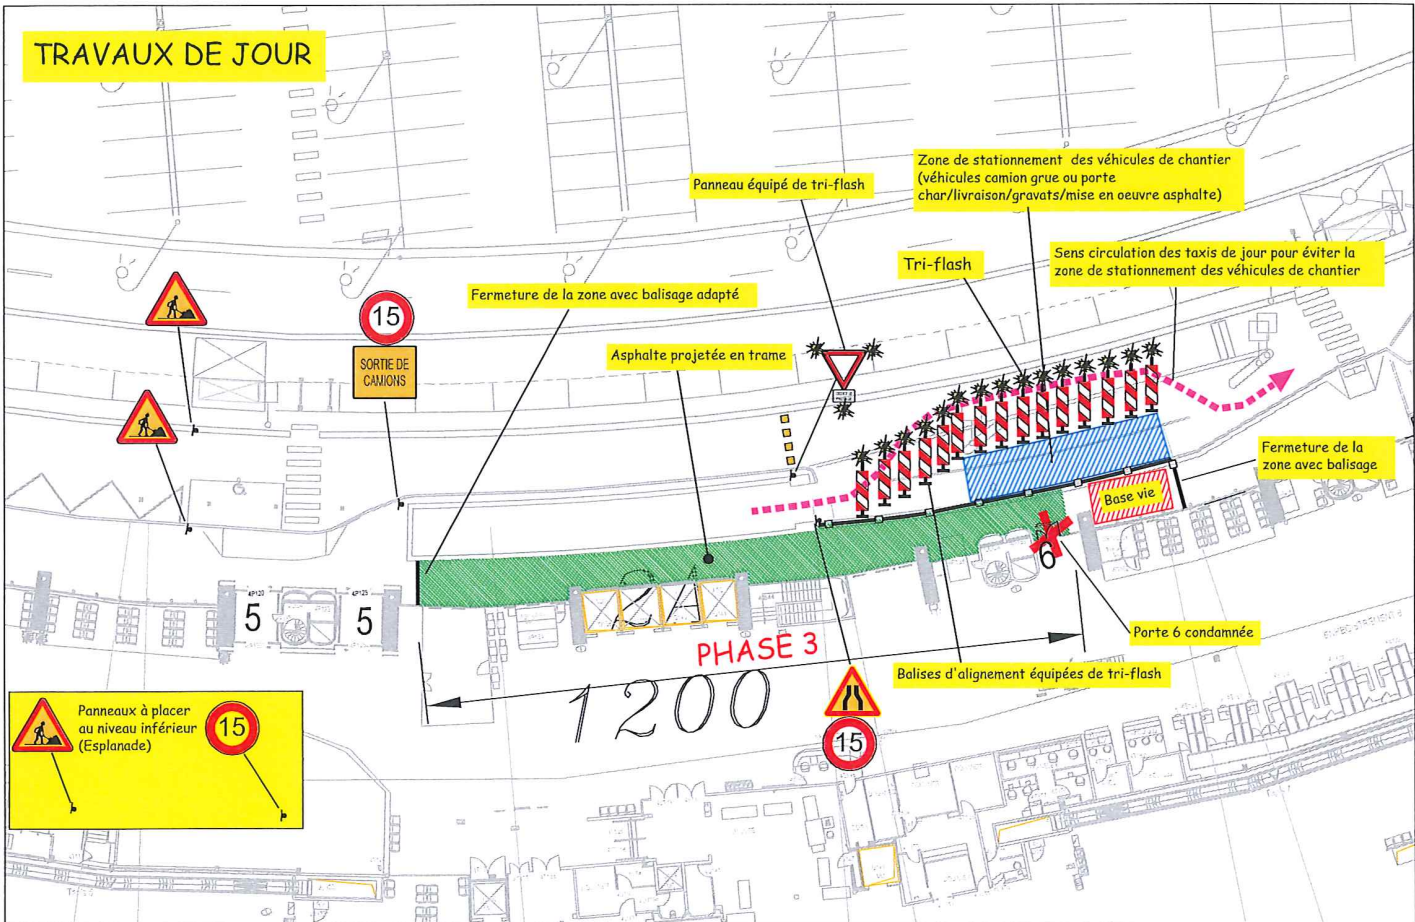 TRAVAUX DE JOUR
Zone de stationnement des véhicules de chantier
(véhicules camion grue ou porte
char/livraison/gravats/mise en oeuvre asphalte)
Panneau équipé de tri-flash
Tri-flash
Sens circulation des taxis de jour pour éviter la
zone de stationnement des véhicules de chantier
Fermeture de la zone avec balisage adapté
15
SORTIE DE
CAMIONS
Asphalte projetée en trame
Fermeture de la
zone avec balisage
Base vie
6
24
4P120
4P125
5
5
Porte 6 condamnée
PHASE 3
Balises d'alignement équipées de tri-flash
1200
15
Panneaux à placer
au niveau inférieur
(Esplanade)
15